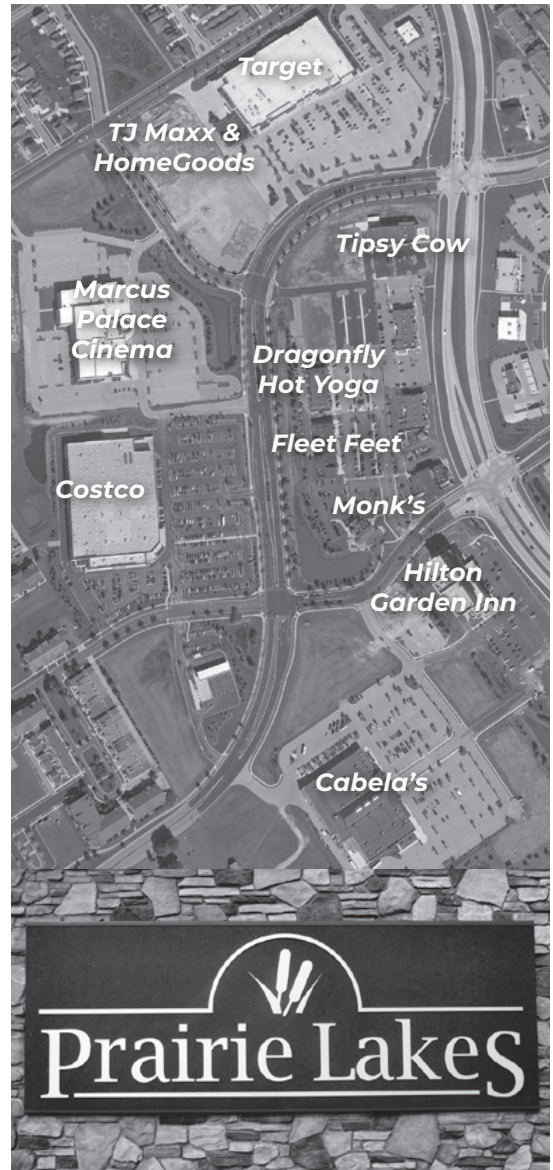 Target
TJ Maxx &
HomeGoods
Tipsy Cow
Marcus
Palace
Cinema
Dragonfly
Hot Yoga
Fleet Feet
Costco
Monk’s
Hilton
Garden Inn
Cabela’s
Prairie Lakes